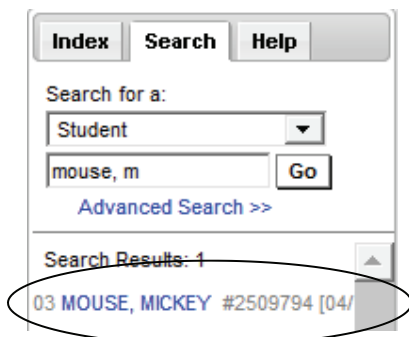 Index Search Help
Search for a:
Student
mouse, m Go
Advanced Search >>
Search Results: 1
03 MOUSE, MICKEY #2509794 [04/